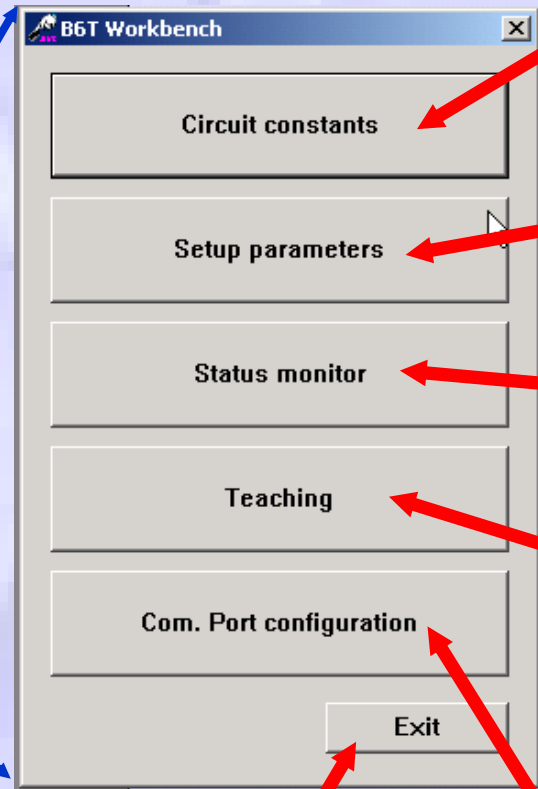 B6T Workbench
Circuit constants
Setup parameters
Status monitor
Teaching
Com. Port configuration
Exit